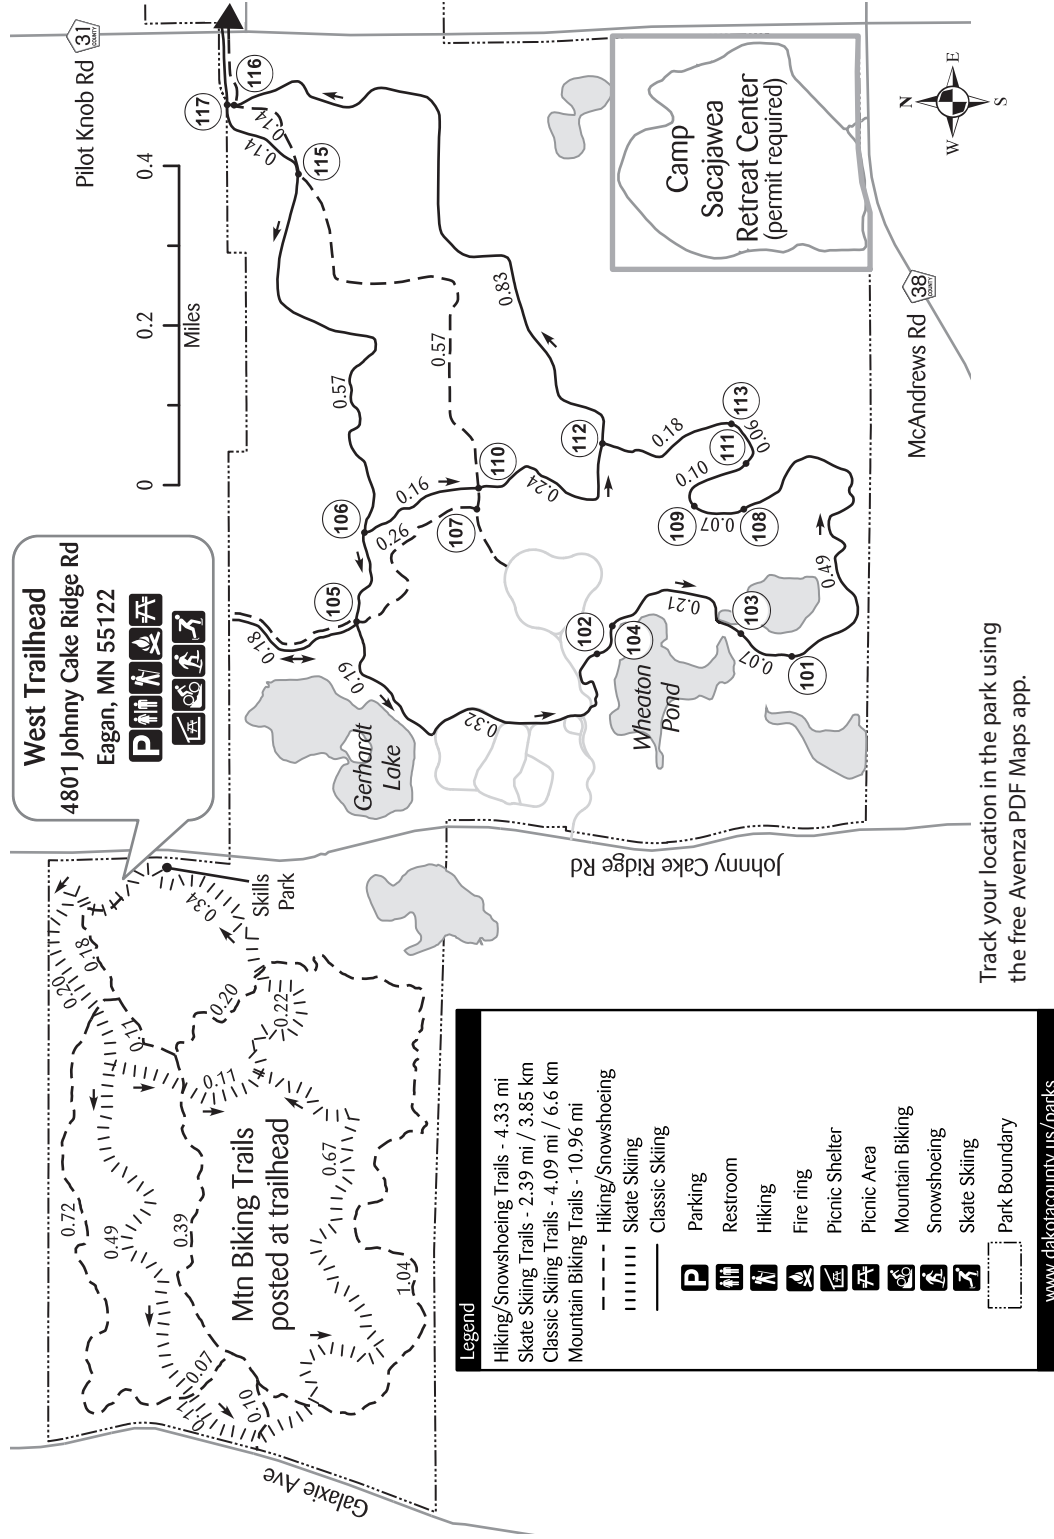 West Trailhead
4801 Johnny Cake Ridge Rd
Eagan, MN 55122
P
Pilot Knob Rd
31
COUNTY
0
0.2
0.4
Miles
117
116
115
0.14
0.14
0.57
0.57
0.83
106
0.16
0.26
105
107
110
0.24
112
0.18
113
0.06
111
0.10
109
0.07
108
0.49
0.18
0.19
0.32
102
104
0.21
103
0.07
101
Gerhardt
Lake
Wheaton
Pond
Camp
Sacajawea
Retreat Center
(permit required)
McAndrews Rd
38
COUNTY
N
E
S
W
Johnny Cake Ridge Rd
Skills
Park
0.34
0.18
0.20
0.11
0.20
0.22
0.17
0.72
0.49
0.39
0.67
1.04
0.07
0.10
Mtn Biking Trails
posted at trailhead
Galaxie Ave
Track your location in the park using
the free Avenza PDF Maps app.
Legend
Hiking/Snowshoeing Trails - 4.33 mi
Skate Skiing Trails - 2.39 mi / 3.85 km
Classic Skiing Trails - 4.09 mi / 6.6 km
Mountain Biking Trails - 10.96 mi
Hiking/Snowshoeing
Skate Skiing
Classic Skiing
P Parking
Restroom
Hiking
Fire ring
Picnic Shelter
Picnic Area
Mountain Biking
Snowshoeing
Skate Skiing
Park Boundary
www.dakotacounty.us/parks